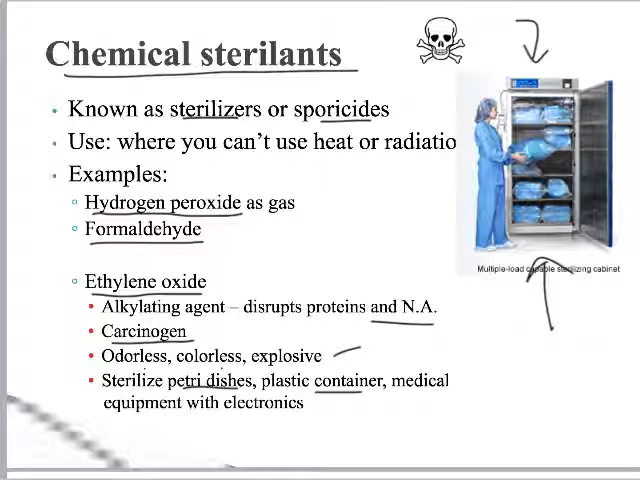 Chemical sterilants
• Known as sterilizers or sporicides
• Use: where you can't use heat or radiatio
• Examples:
Hydrogen peroxide as gas
Formaldehyde
Ethylene oxide
• Alkylating agent – disrupts proteins and N.A.
• Carcinogen
• Odorless, colorless, explosive
• Sterilize petri dishes, plastic container, medical
equipment with electronics
Multiple-load capable sterilizing cabinet